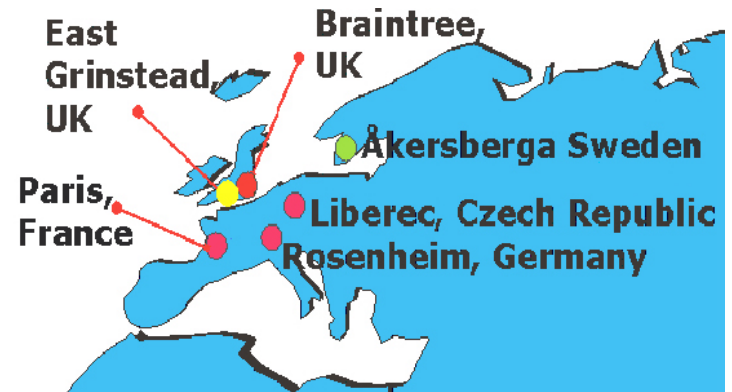 East
Grinstead,
UK
Braintree,
UK
Åkersberga Sweden
Paris,
France
Liberec, Czech Republic
Rosenheim, Germany